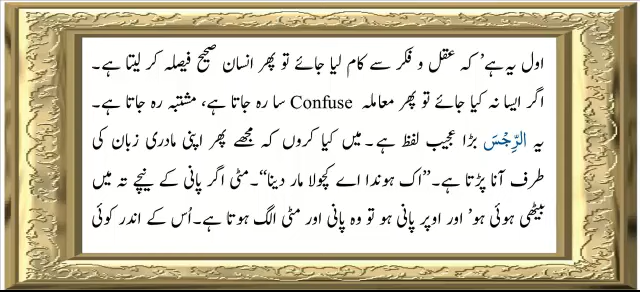 اول یہ ہے' کہ عقل و فکر سے کام لیا جائے تو پھر انسان صحیح فیصلہ کر لیتا ہے۔
اگر ایسا نہ کیا جائے تو پھر معاملہ Confuse سا رہ جاتا ہے، مشتبہ رہ جاتا ہے۔
یہ الرِّجْسَ بڑا عجیب لفظ ہے۔ میں کیا کروں کہ مجھے پھر اپنی مادری زبان کی
طرف آنا پڑتا ہے۔ ”اک ہوندا اے کچولا مار دینا“۔ مٹی اگر پانی کے نیچے تہ میں
بیٹھی ہوئی ہو' اور اوپر پانی ہو تو وہ پانی اور مٹی الگ ہوتا ہے۔ اُس کے اندر کوئی